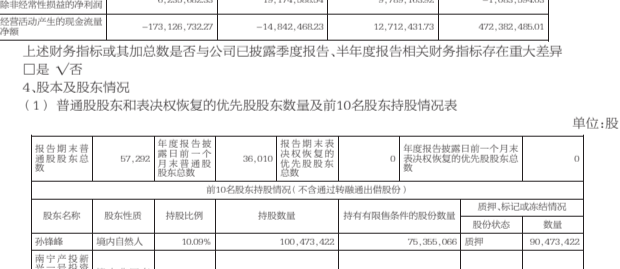 除非经常性损益的净利润
经营活动产生的现金流量净额 -173,126,732.27 -14,842,468.23 12,712,431.73 472,382,485.01
上述财务指标或其加总数是否与公司已披露季度报告、半年度报告相关财务指标存在重大差异
□是 √否
4、股本及股东情况
(1) 普通股股东和表决权恢复的优先股股东数量及前10名股东持股情况表
单位:股
报告期末普通股股东总数 57,292 年度报告披露日前一个月末普通股股东总数 36,010 报告期末表决权恢复的优先股股东总数 0 年度报告披露日前一个月末表决权恢复的优先股股东总数 0
前10名股东持股情况(不含通过转融通出借股份)
股东名称 股东性质 持股比例 持股数量 持有有限售条件的股份数量 质押、标记或冻结情况
股份状态 数量
孙锋峰 境内自然人 10.09% 100,473,422 75,355,066 质押 90,473,422
南宁产投新